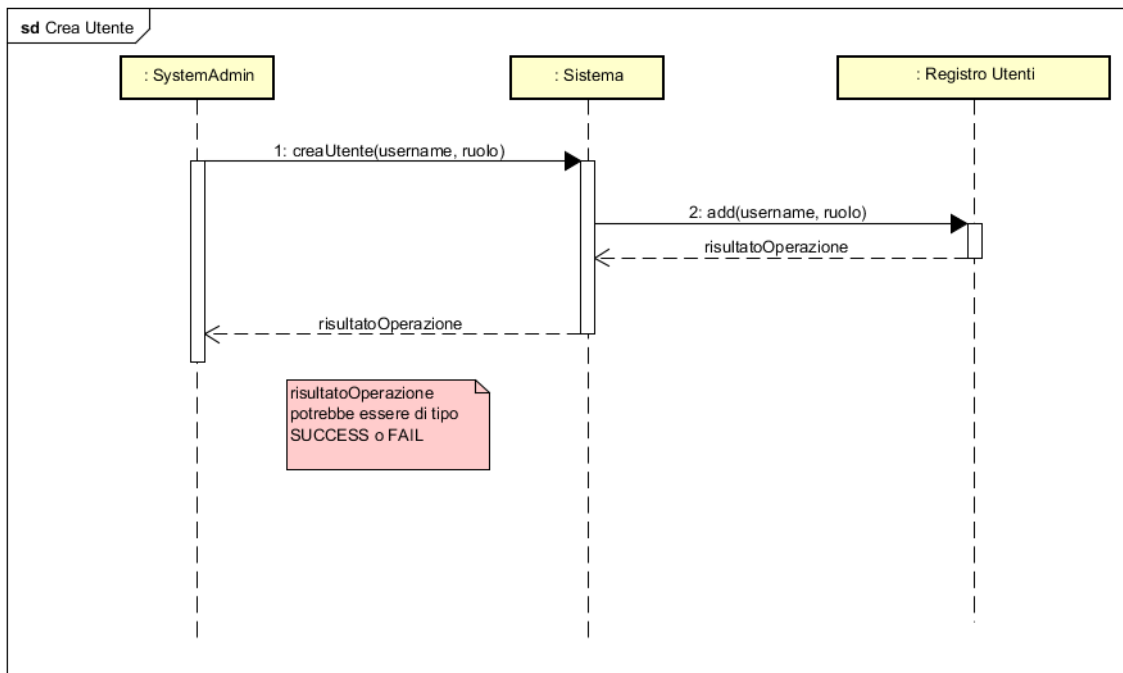 sd Crea Utente
: SystemAdmin
: Sistema
: Registro Utenti
1: creaUtente(username, ruolo)
2: add(username, ruolo)
risultatoOperazione
risultatoOperazione
risultatoOperazione
potrebbe essere di tipo
SUCCESS o FAIL